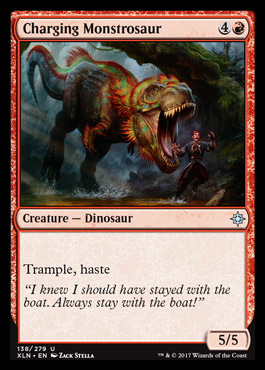 Charging Monstrosaur 4
Creature — Dinosaur
Trample, haste
"I knew I should have stayed with the
boat. Always stay with the boat!"
5/5
138/279 U
XLN • EN ZACK STELLA
™ & © 2017 Wizards of the Coast